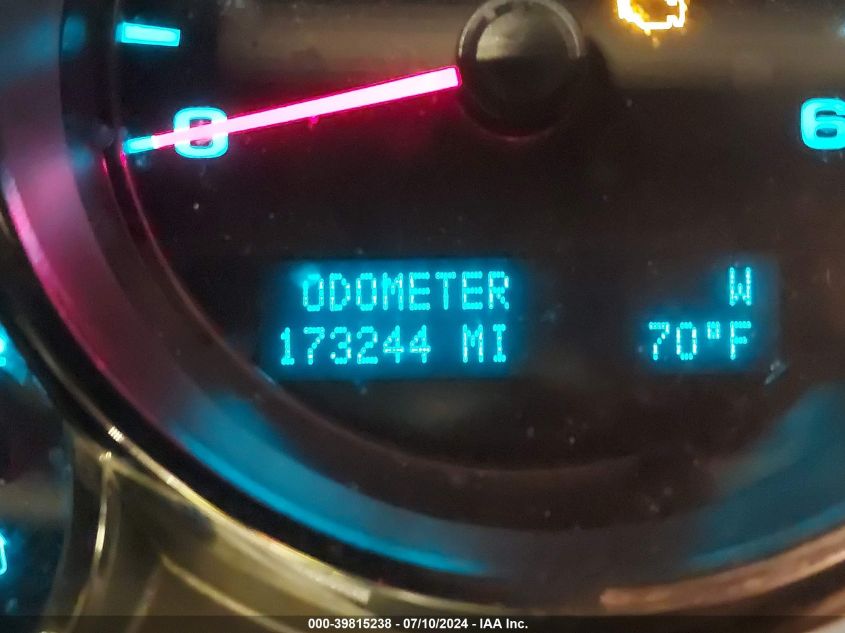 0
6
ODOMETER
W
173244 MI
70°F
000-39815238 - 07/10/2024 - IAA Inc.